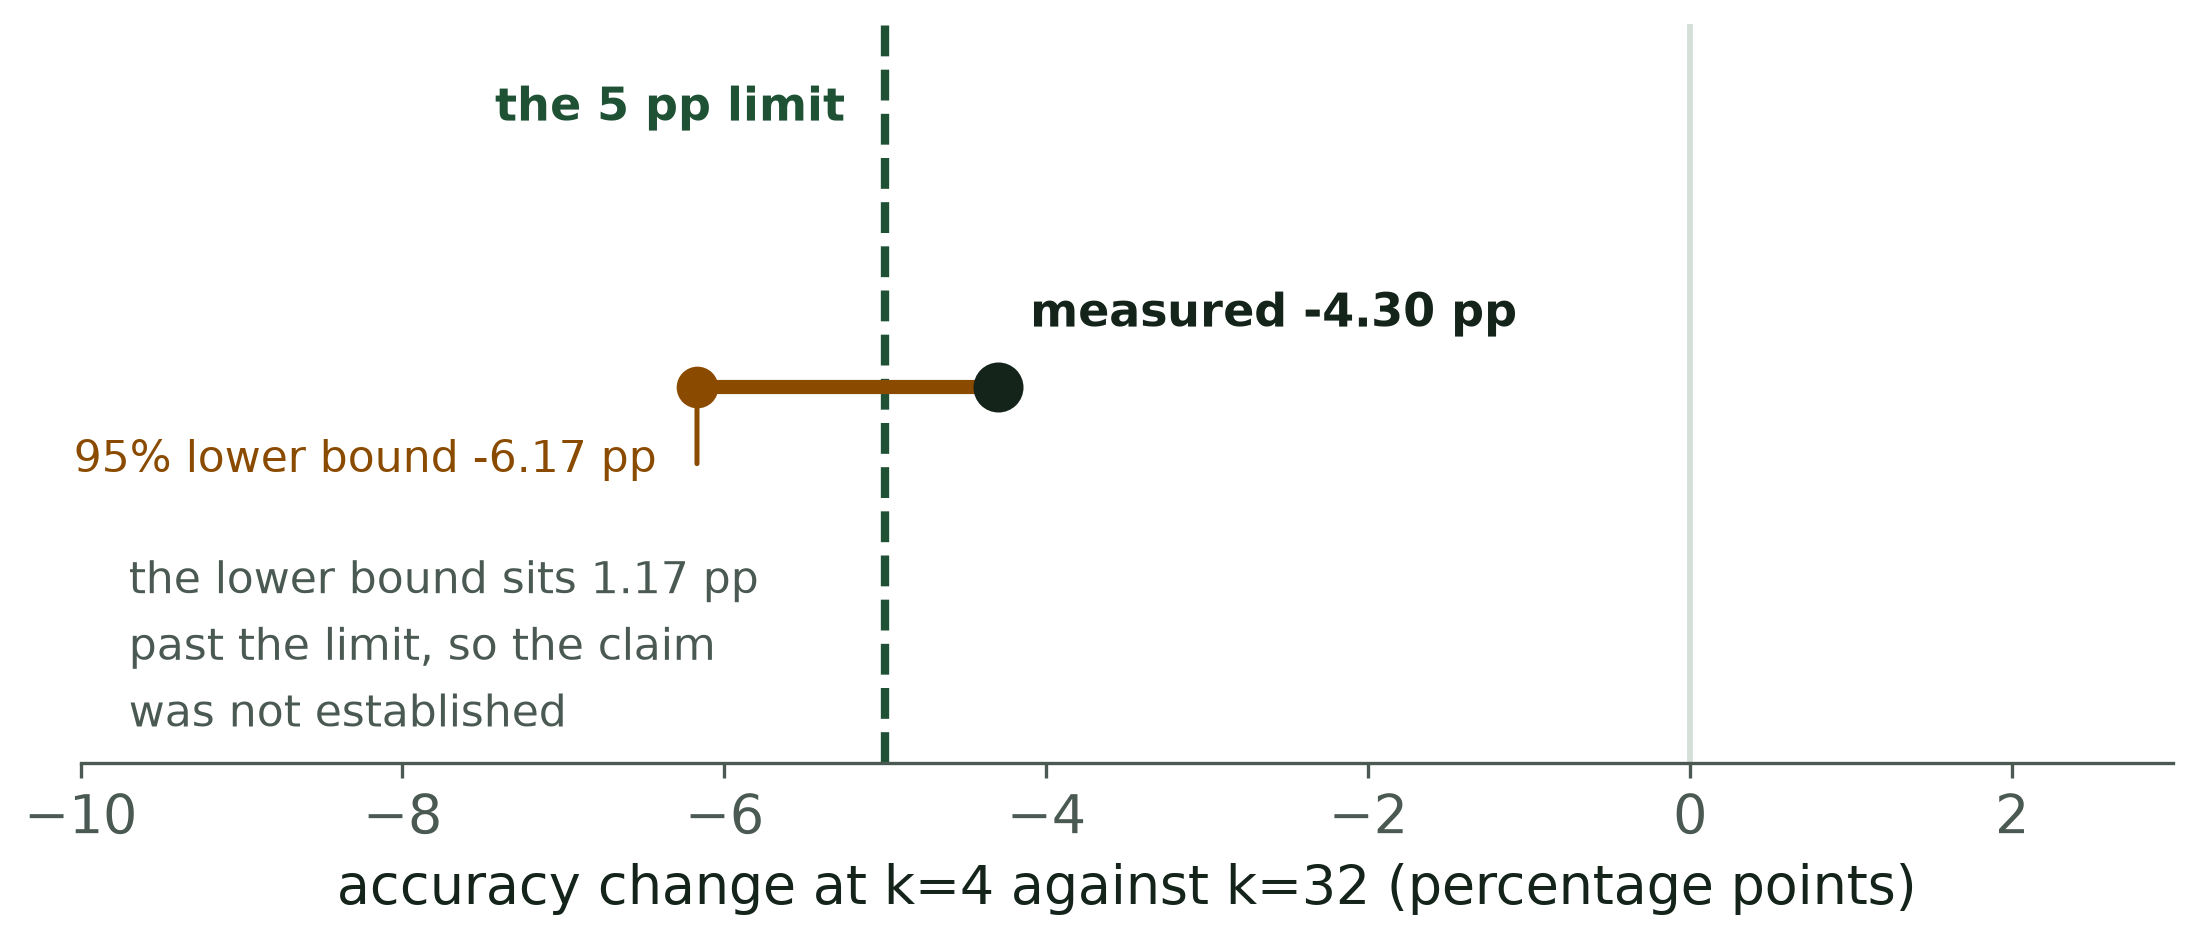 the 5 pp limit
measured -4.30 pp
95% lower bound -6.17 pp
the lower bound sits 1.17 pp
past the limit, so the claim
was not established
−10 −8 −6 −4 −2 0 2
accuracy change at k=4 against k=32 (percentage points)